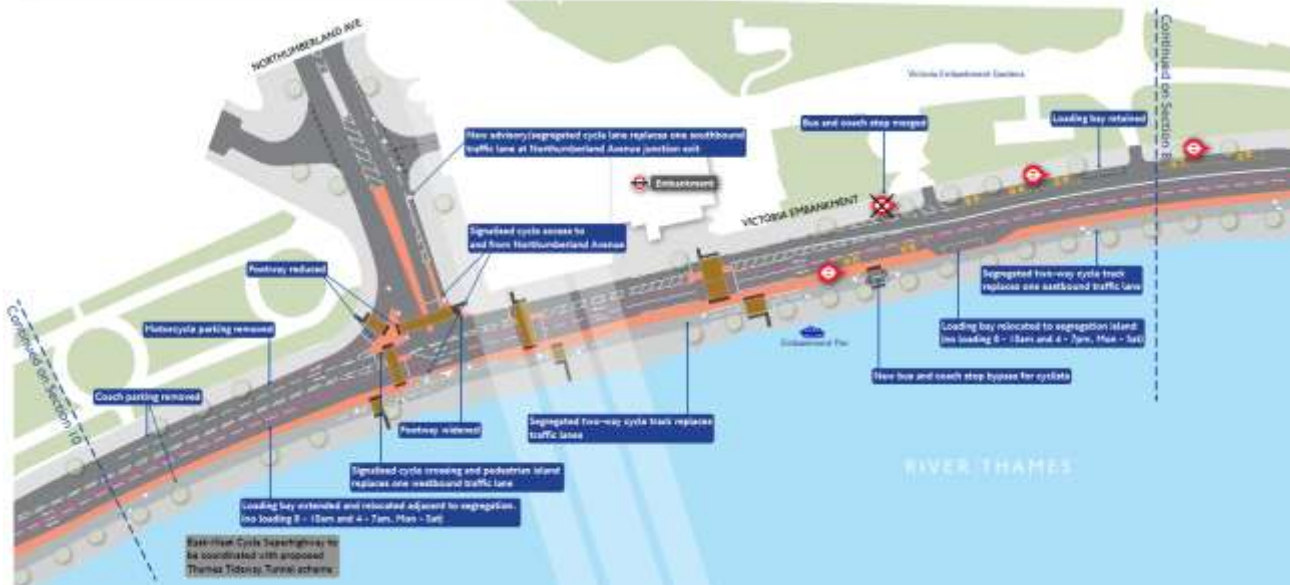 NORTHUMBERLAND AVE
Continued on Section
Victoria Embankment Gardens
Bus and coach stop merged
Loading bay retained
New advisory/segregated cycle lane replaces one southbound
traffic lane at Northumberland Avenue junction exit
Embankment
VICTORIA EMBANKMENT
Signalised cycle access to
and from Northumberland Avenue
Footway reduced
Segregated two-way cycle track
replaces one eastbound traffic lane
Continued on Section 10
Motorcycle parking removed
Loading bay relocated to segregation island
(no loading 8 - 10am and 4 - 7pm, Mon - Sat)
Embankment Pier
New bus and coach stop bypass for cyclists
Coach parking removed
Footway widened
Segregated two-way cycle track replaces
traffic lanes
RIVER THAMES
Signalised cycle crossing and pedestrian island
replaces one westbound traffic lane
Loading bay extended and relocated adjacent to segregation.
(no loading 8 - 10am and 4 - 7am, Mon - Sat)
East-West Cycle Superhighway to
be coordinated with proposed
Thames Tideway Tunnel scheme